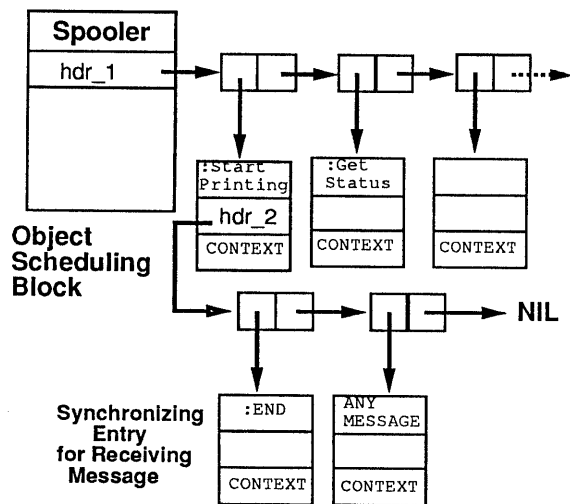 Spooler
hdr_1
:Start
Printing
hdr_2
CONTEXT
:Get
Status
CONTEXT
CONTEXT
Object
Scheduling
Block
NIL
Synchronizing
Entry
for Receiving
Message
:END
CONTEXT
ANY
MESSAGE
CONTEXT